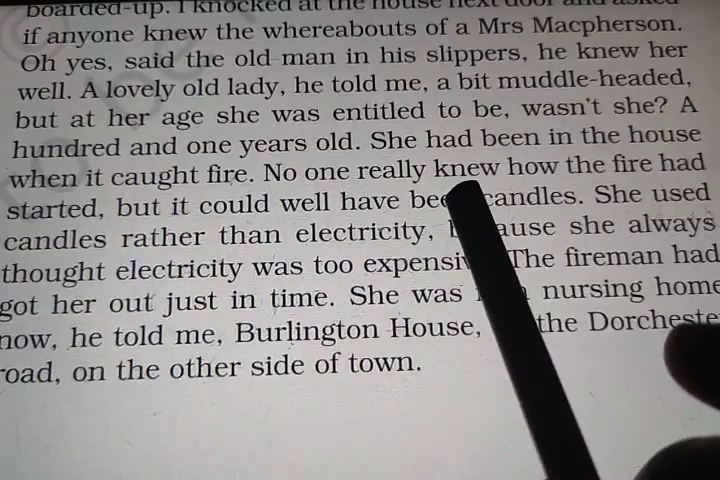 boarded-up. I knocked at the house next door and asked
if anyone knew the whereabouts of a Mrs Macpherson.
Oh yes, said the old man in his slippers, he knew her
well. A lovely old lady, he told me, a bit muddle-headed,
but at her age she was entitled to be, wasn't she? A
hundred and one years old. She had been in the house
when it caught fire. No one really knew how the fire had
started, but it could well have candles. She used
candles rather than electricity, she always
thought electricity was too The fireman had
got her out just in time. She was nursing home
now, he told me, Burlington House, the
road, on the other side of town.